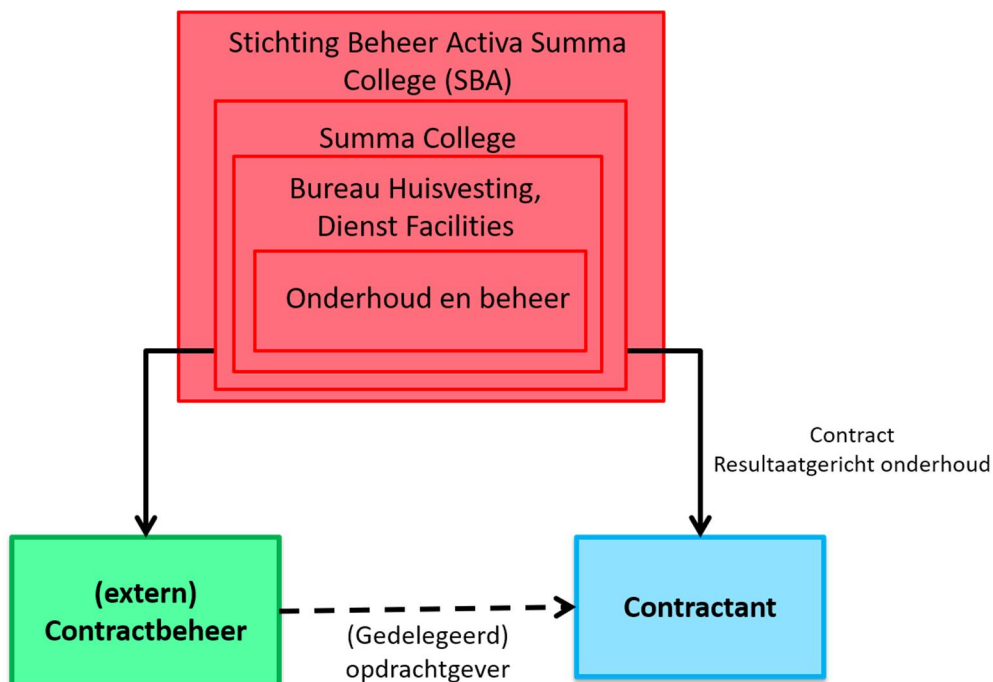 Stichting Beheer Activa Summa
College (SBA)
Summa College
Bureau Huisvesting,
Dienst Facilities
Onderhoud en beheer
Contract
Resultaatgericht onderhoud
(extern)
Contractbeheer
(Gedelegeerd)
opdrachtgever
Contractant